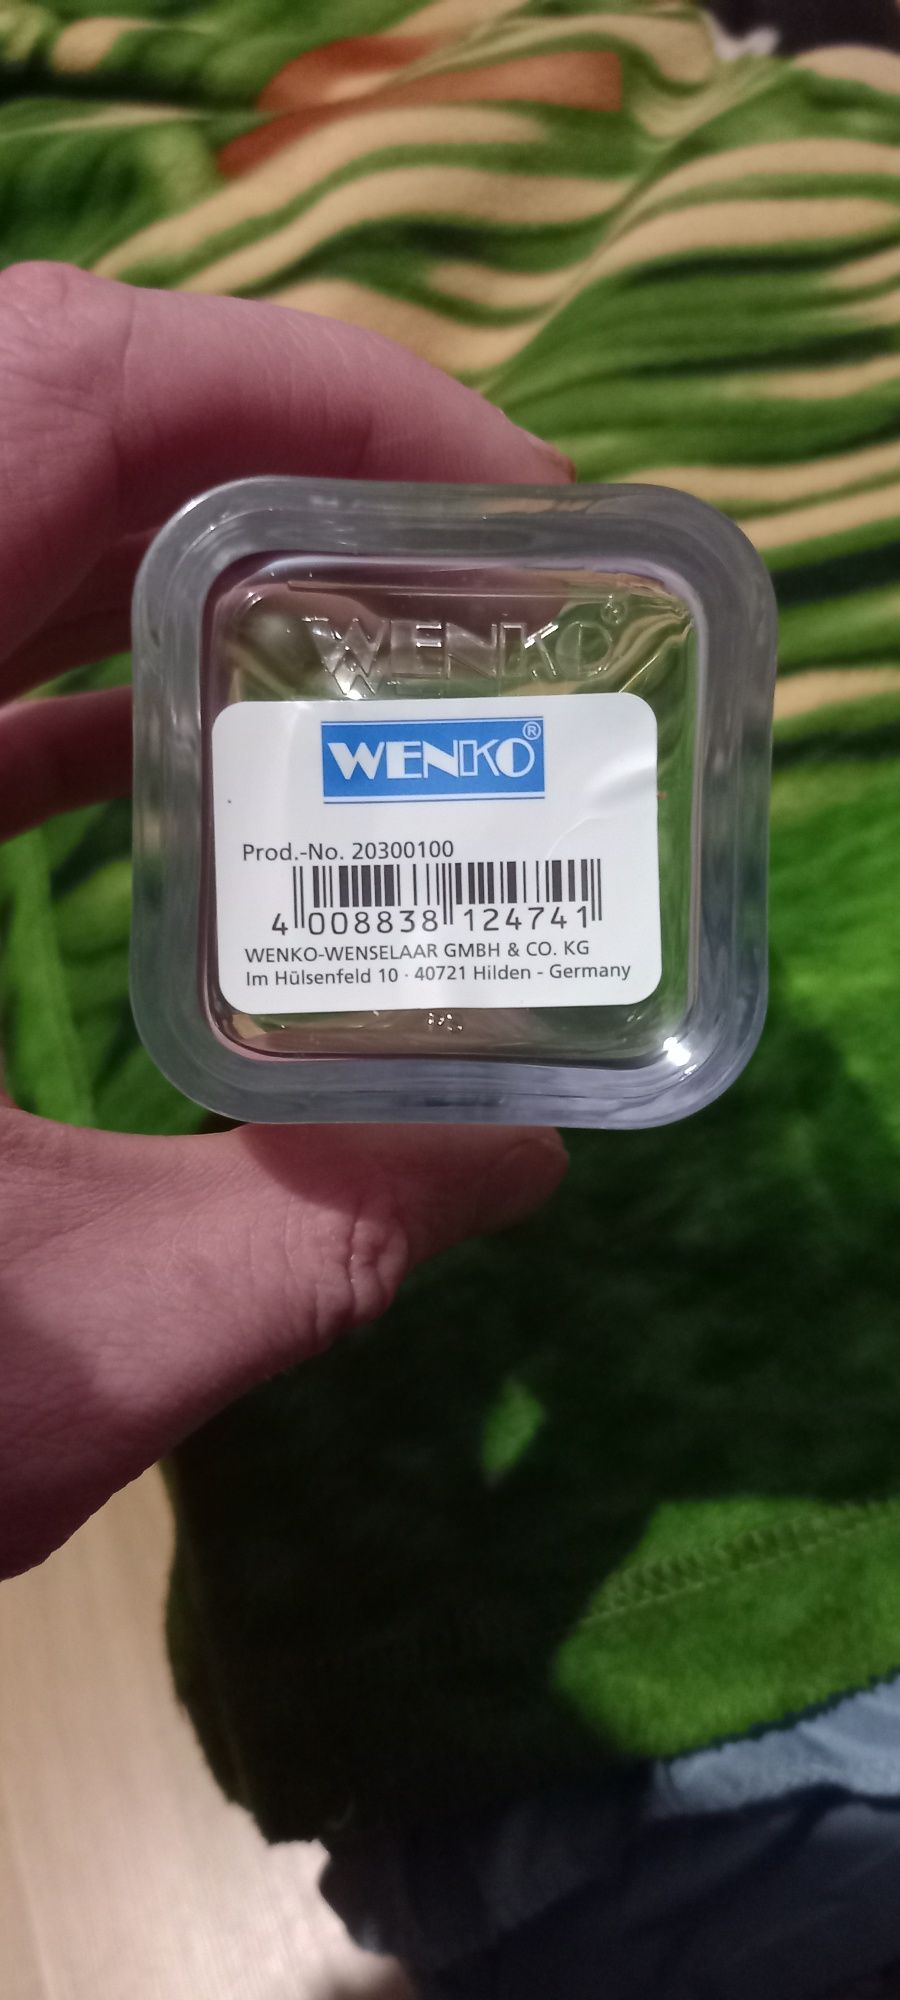 WENKO®
WENKO®
Prod.-No. 20300100
4 008838 124741
WENKO-WENSELAAR GMBH & CO. KG
Im Hülsenfeld 10 · 40721 Hilden - Germany